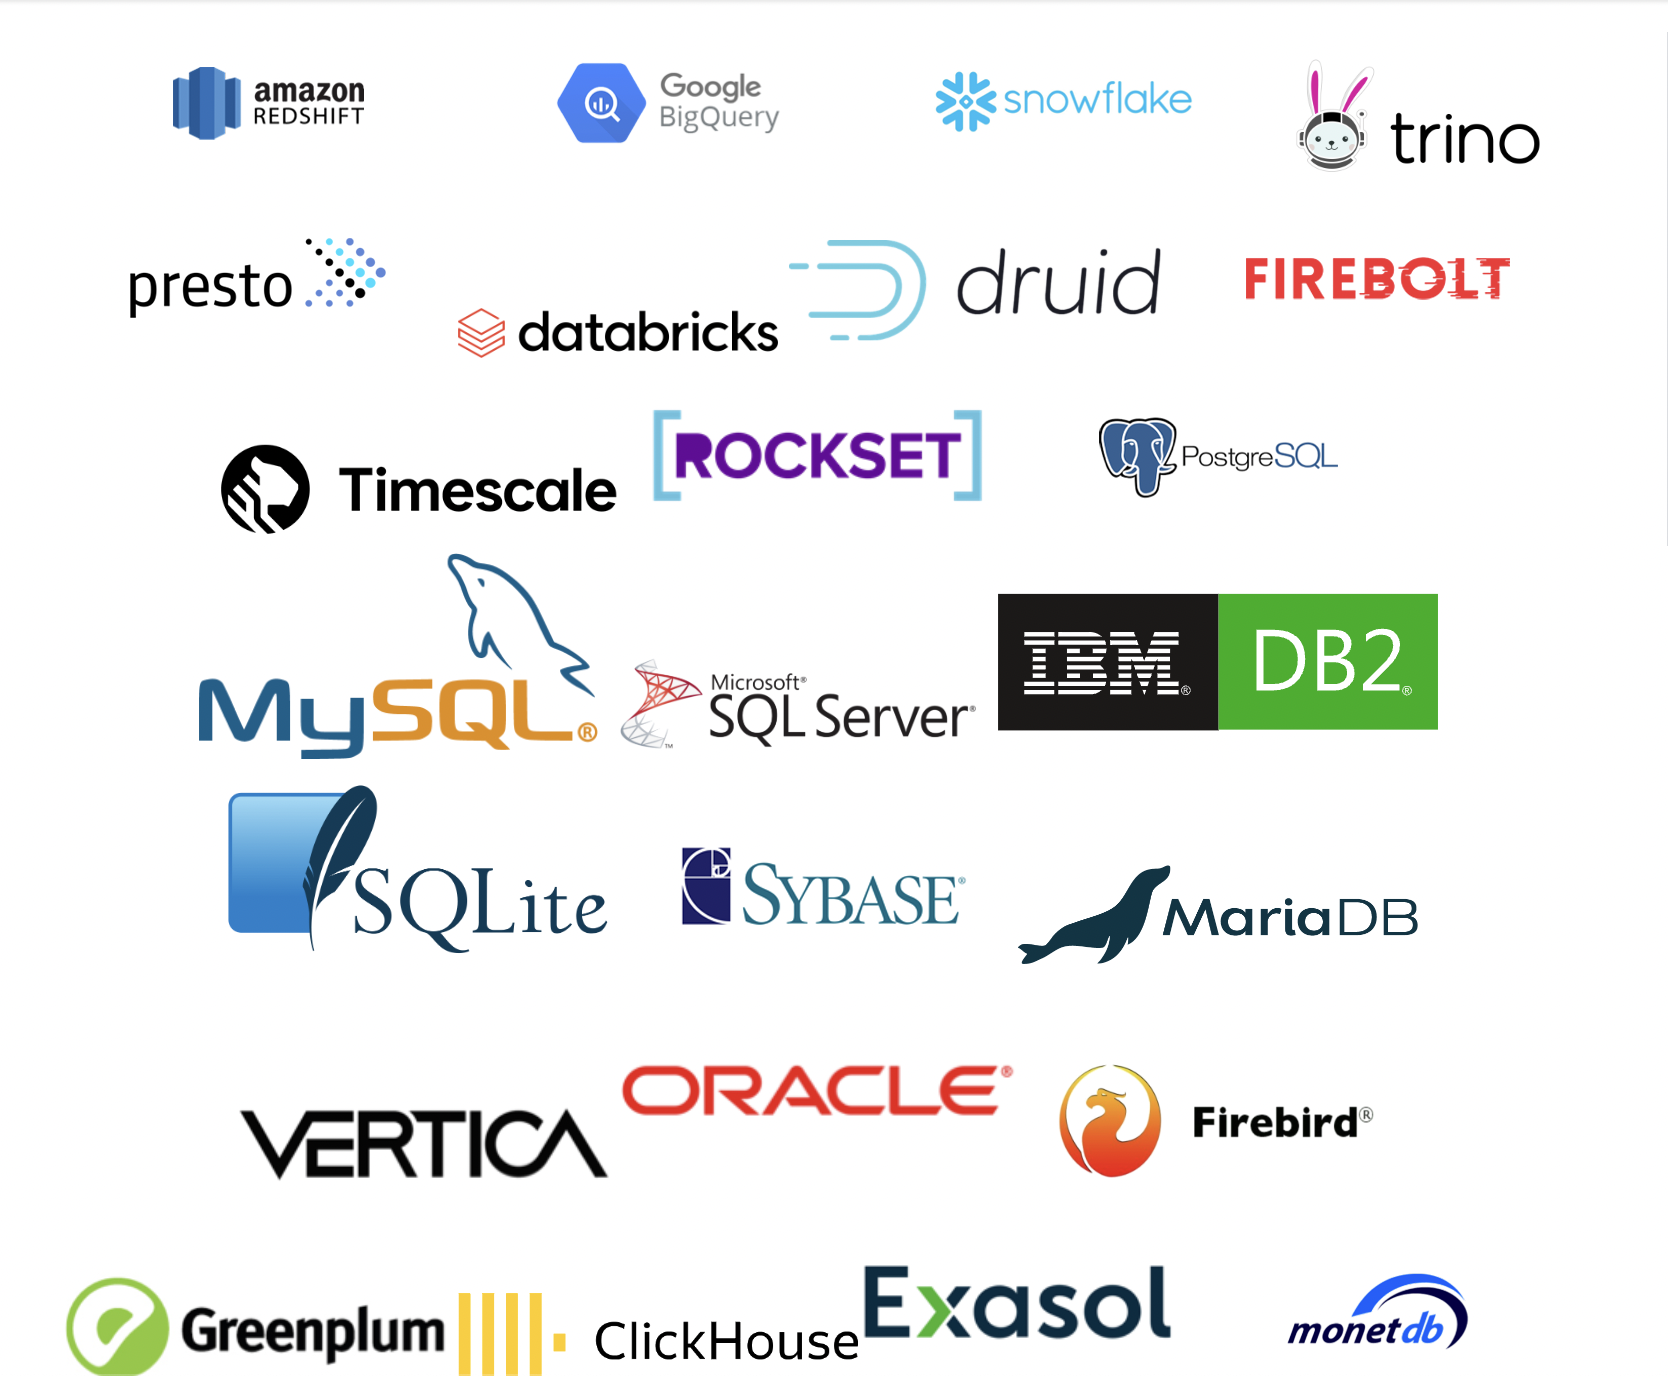 amazon
REDSHIFT
Google
BigQuery
snowflake
trino
presto
databricks
druid
FIREBOLT
Timescale
[ROCKSET]
PostgreSQL
MySQL®
Microsoft®
SQL Server®
™
IBM®
DB2®
SQLite
SYBASE®
MariaDB
VERTICA
ORACLE®
Firebird®
Greenplum
ClickHouse
Exasol
monetdb